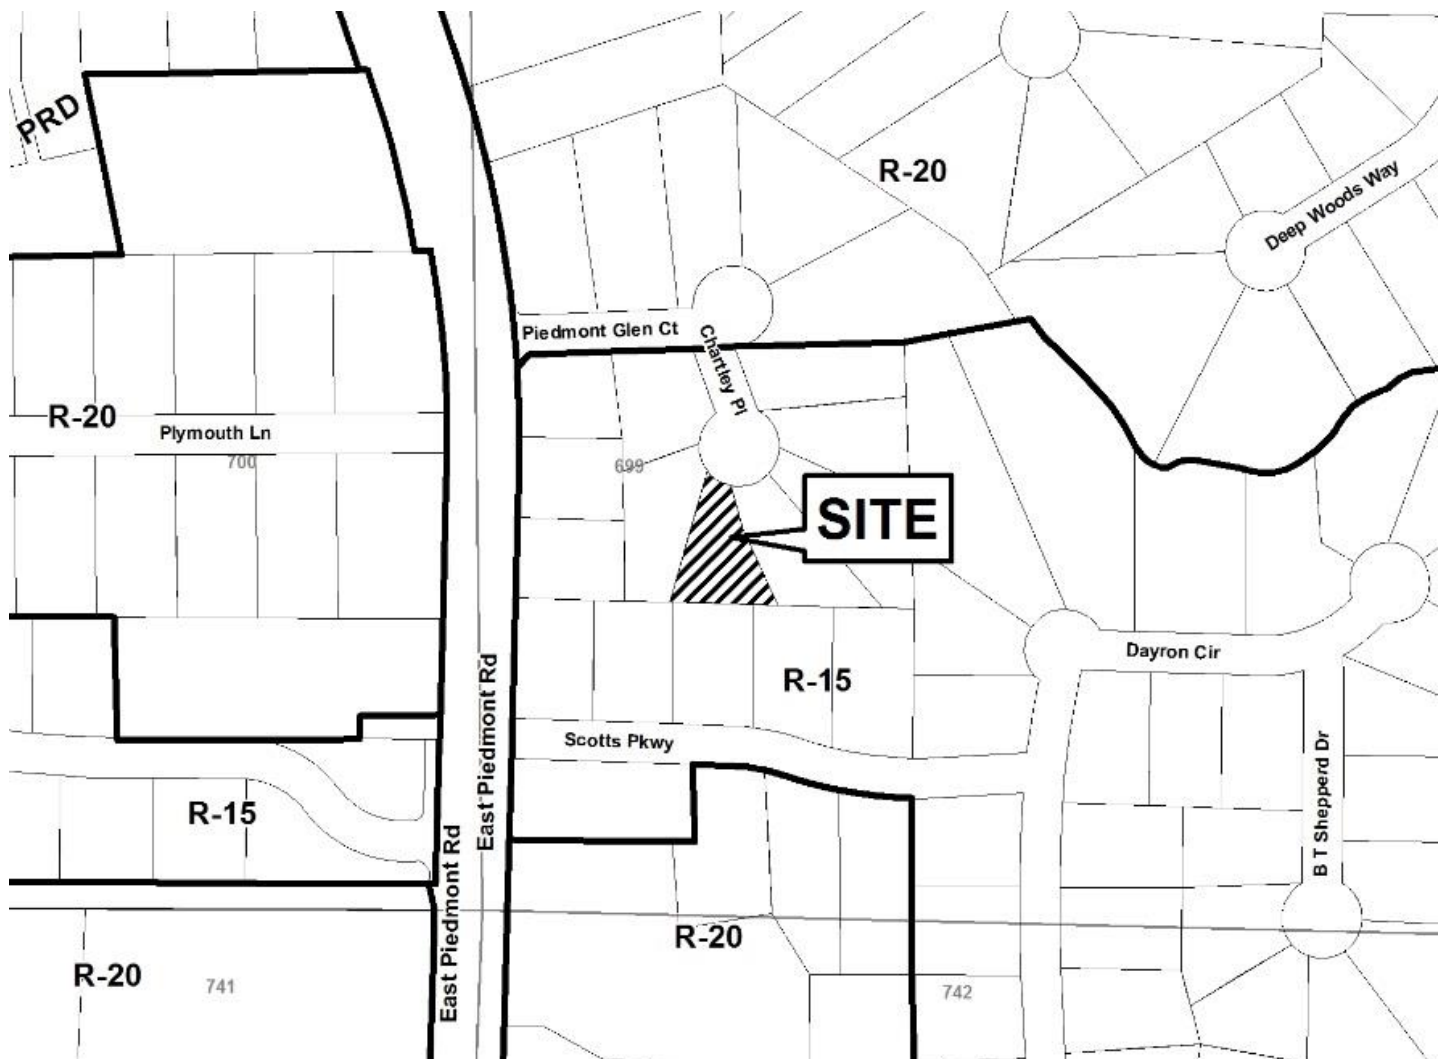 PRD
R-20
Deep Woods Way
Piedmont Glen Ct
Chartley Pl
R-20
Plymouth Ln
700
699
SITE
Dayron Cir
R-15
East Piedmont Rd
Scotts Pkwy
B T Shepperd Dr
R-15
East Piedmont Rd
R-20
R-20
741
742